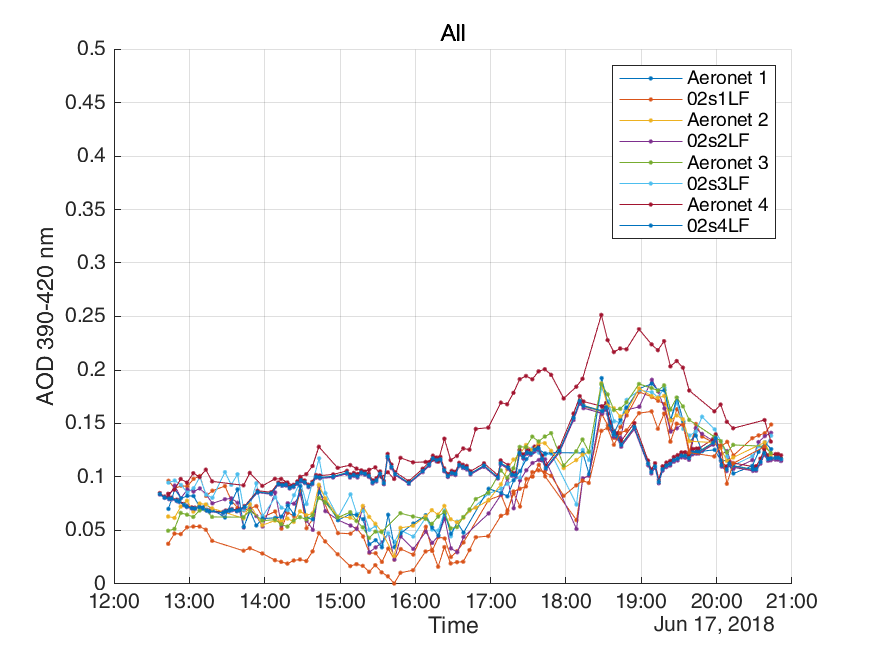 All
0.5
0.45
0.4
0.35
0.3
0.25
0.2
0.15
0.1
0.05
0
AOD 390-420 nm
Aeronet 1
02s1LF
Aeronet 2
02s2LF
Aeronet 3
02s3LF
Aeronet 4
02s4LF
12:00 13:00 14:00 15:00 16:00 17:00 18:00 19:00 20:00 21:00
Time
Jun 17, 2018